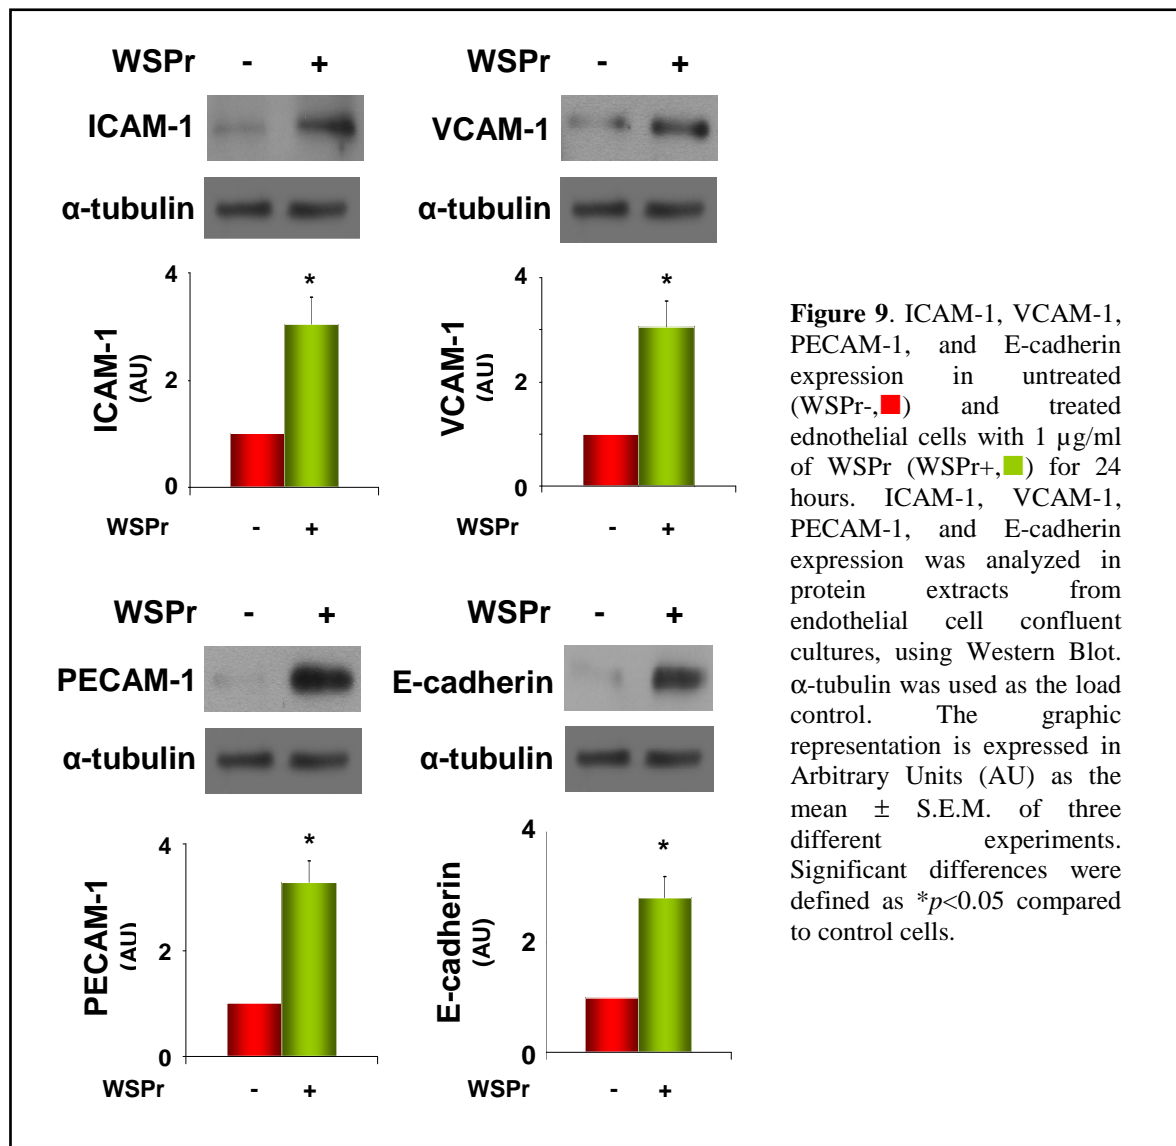 WSPr - +
ICAM-1
α-tubulin
4
*
2
0
ICAM-1
(AU)
WSPr - +
WSPr - +
VCAM-1
α-tubulin
4
*
2
0
VCAM-1
(AU)
WSPr - +
WSPr - +
PECAM-1
α-tubulin
4
*
2
0
PECAM-1
(AU)
WSPr - +
WSPr - +
E-cadherin
α-tubulin
4
*
2
0
E-cadherin
(AU)
WSPr - +
Figure 9. ICAM-1, VCAM-1,
PECAM-1, and E-cadherin
expression in untreated
(WSPr-,■) and treated
ednothelial cells with 1 µg/ml
of WSPr (WSPr+,■) for 24
hours. ICAM-1, VCAM-1,
PECAM-1, and E-cadherin
expression was analyzed in
protein extracts from
endothelial cell confluent
cultures, using Western Blot.
α-tubulin was used as the load
control. The graphic
representation is expressed in
Arbitrary Units (AU) as the
mean ± S.E.M. of three
different experiments.
Significant differences were
defined as *p<0.05 compared
to control cells.